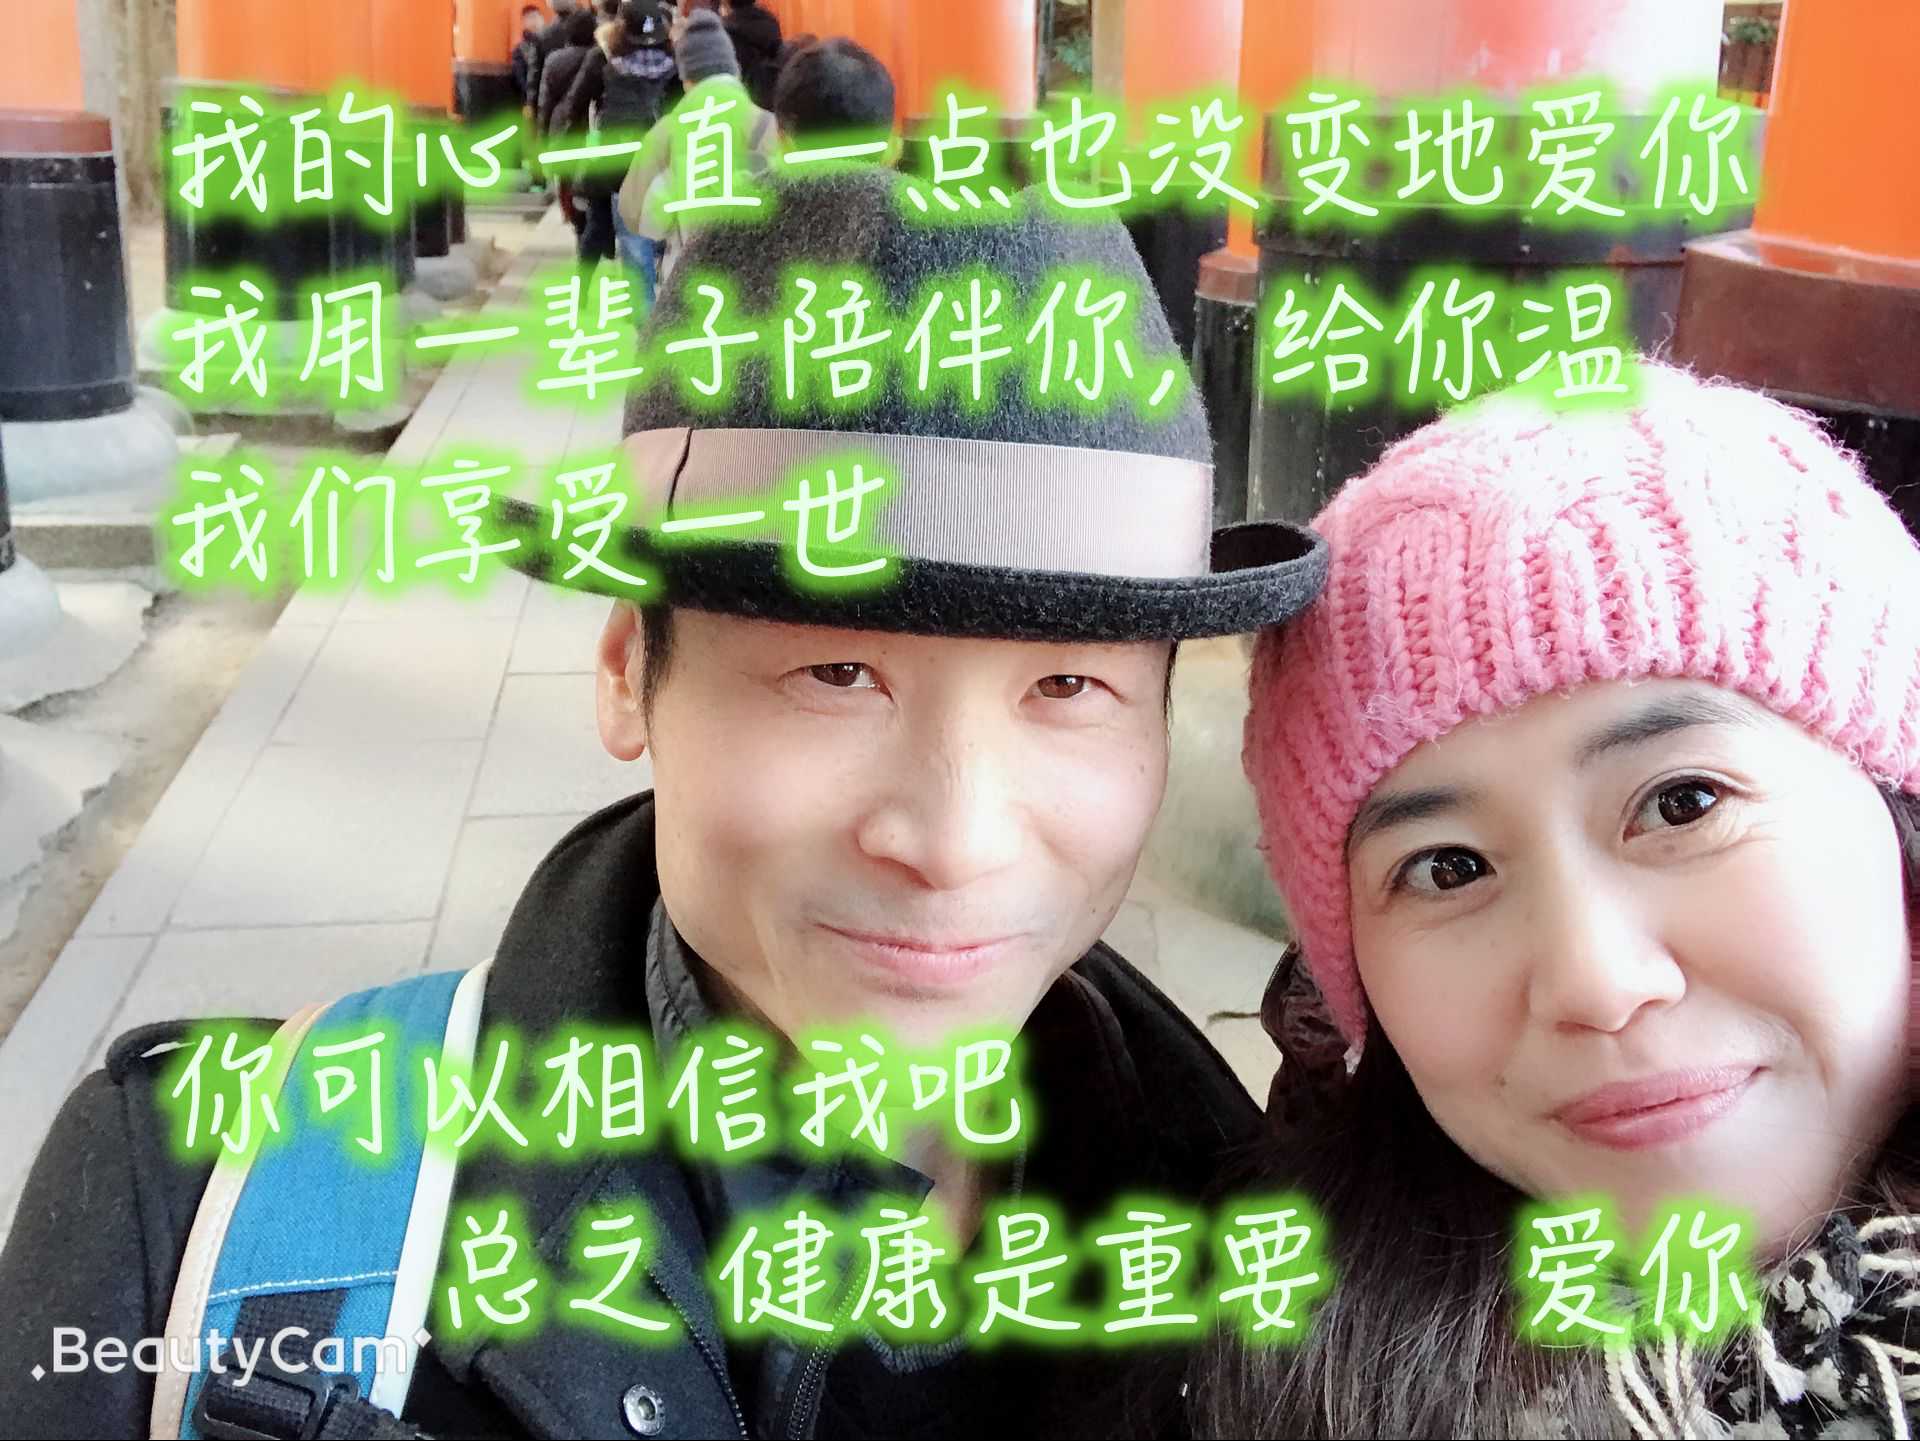 我的心一直一点也没变地爱你
我用一辈子陪伴你，给你温
我们享受一世
你可以相信我吧
总之 健康是重要 爱你
BeautyCam